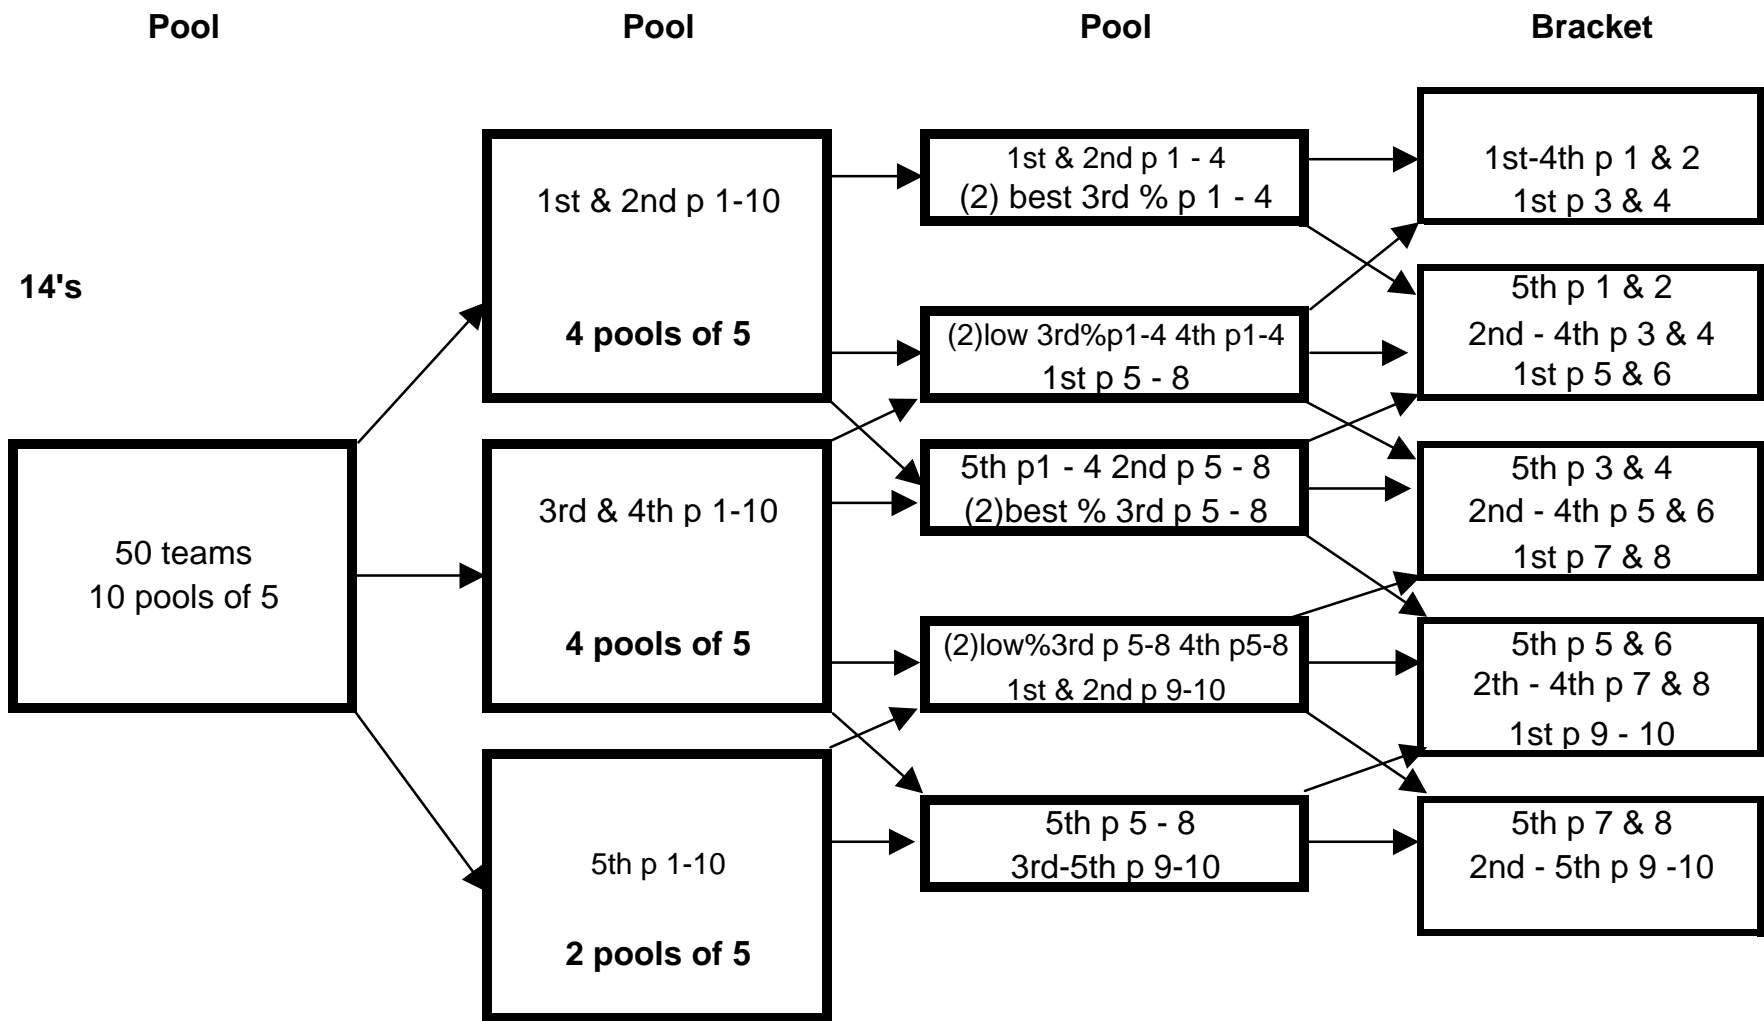 Pool
Pool
Pool
Bracket
14's
50 teams
10 pools of 5
1st & 2nd p 1-10
4 pools of 5
3rd & 4th p 1-10
4 pools of 5
5th p 1-10
2 pools of 5
1st & 2nd p 1 - 4
(2) best 3rd % p 1 - 4
(2)low 3rd%p1-4 4th p1-4
1st p 5 - 8
5th p1 - 4 2nd p 5 - 8
(2)best % 3rd p 5 - 8
(2)low%3rd p 5-8 4th p5-8
1st & 2nd p 9-10
5th p 5 - 8
3rd-5th p 9-10
1st-4th p 1 & 2
1st p 3 & 4
5th p 1 & 2
2nd - 4th p 3 & 4
1st p 5 & 6
5th p 3 & 4
2nd - 4th p 5 & 6
1st p 7 & 8
5th p 5 & 6
2th - 4th p 7 & 8
1st p 9 - 10
5th p 7 & 8
2nd - 5th p 9 -10